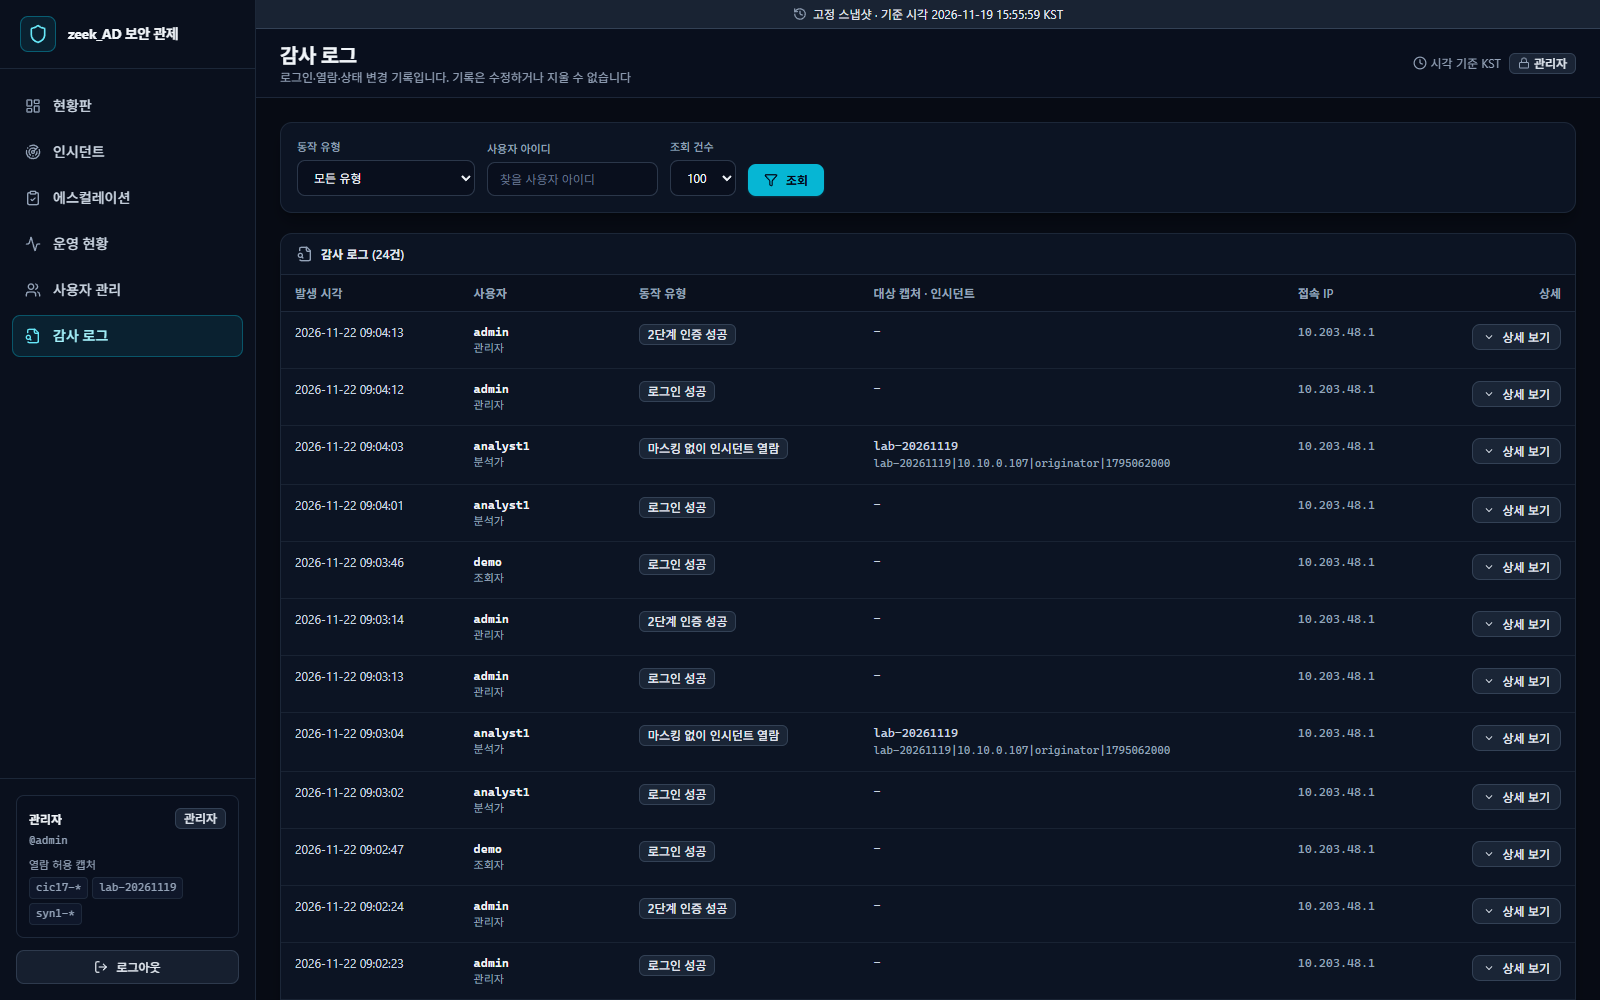 zeek_AD 보안 관제
현황판
인시던트
에스컬레이션
운영 현황
사용자 관리
감사 로그
관리자 관리자
@admin
열람 허용 캡처
cic17-* lab-20261119
syn1-*
로그아웃
고정 스냅샷 · 기준 시각 2026-11-19 15:55:59 KST
감사 로그
로그인·열람·상태 변경 기록입니다. 기록은 수정하거나 지울 수 없습니다
시각 기준 KST 관리자
동작 유형 사용자 아이디 조회 건수
모든 유형 찾을 사용자 아이디 100 조회
감사 로그 (24건)
발생 시각 사용자 동작 유형 대상 캡처 · 인시던트 접속 IP 상세
2026-11-22 09:04:13 admin 2단계 인증 성공 – 10.203.48.1 상세 보기
관리자
2026-11-22 09:04:12 admin 로그인 성공 – 10.203.48.1 상세 보기
관리자
2026-11-22 09:04:03 analyst1 마스킹 없이 인시던트 열람 lab-20261119 10.203.48.1 상세 보기
분석가 lab-20261119|10.10.0.107|originator|1795062000
2026-11-22 09:04:01 analyst1 로그인 성공 – 10.203.48.1 상세 보기
분석가
2026-11-22 09:03:46 demo 로그인 성공 – 10.203.48.1 상세 보기
조회자
2026-11-22 09:03:14 admin 2단계 인증 성공 – 10.203.48.1 상세 보기
관리자
2026-11-22 09:03:13 admin 로그인 성공 – 10.203.48.1 상세 보기
관리자
2026-11-22 09:03:04 analyst1 마스킹 없이 인시던트 열람 lab-20261119 10.203.48.1 상세 보기
분석가 lab-20261119|10.10.0.107|originator|1795062000
2026-11-22 09:03:02 analyst1 로그인 성공 – 10.203.48.1 상세 보기
분석가
2026-11-22 09:02:47 demo 로그인 성공 – 10.203.48.1 상세 보기
조회자
2026-11-22 09:02:24 admin 2단계 인증 성공 – 10.203.48.1 상세 보기
관리자
2026-11-22 09:02:23 admin 로그인 성공 – 10.203.48.1 상세 보기
관리자